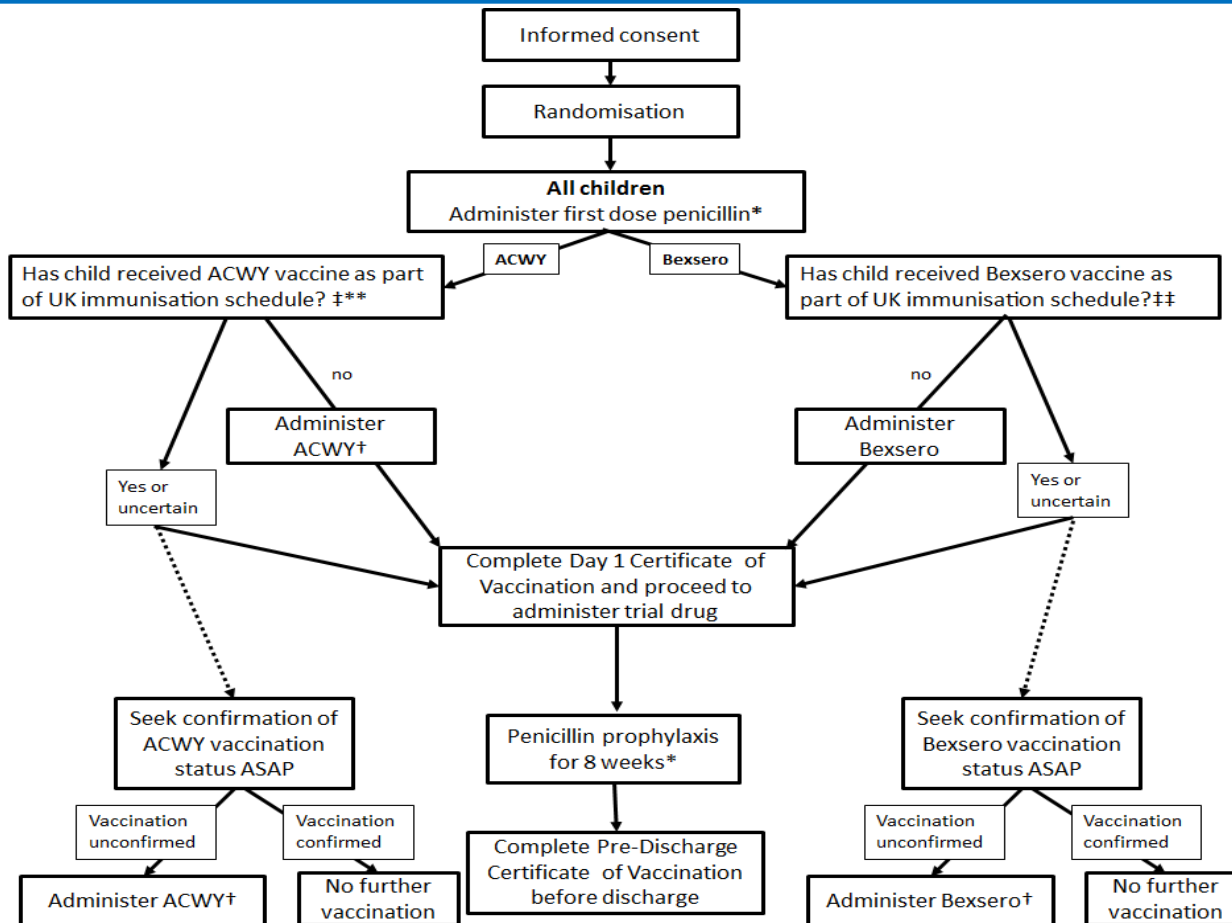 Informed consent
Randomisation
All children
Administer first dose penicillin*
ACWY
Bexsero
Has child received ACWY vaccine as part
of UK immunisation schedule? ‡**
Has child received Bexsero vaccine as
part of UK immunisation schedule?‡‡
no
no
Administer
ACWY†
Administer
Bexsero
Yes or
uncertain
Yes or
uncertain
Complete Day 1 Certificate of
Vaccination and proceed to
administer trial drug
Seek confirmation of
ACWY vaccination
status ASAP
Penicillin prophylaxis
for 8 weeks*
Seek confirmation of
Bexsero vaccination
status ASAP
Vaccination
unconfirmed
Vaccination
confirmed
Vaccination
unconfirmed
Vaccination
confirmed
Complete Pre-Discharge
Certificate of Vaccination
before discharge
Administer ACWY†
No further
vaccination
Administer Bexsero†
No further
vaccination